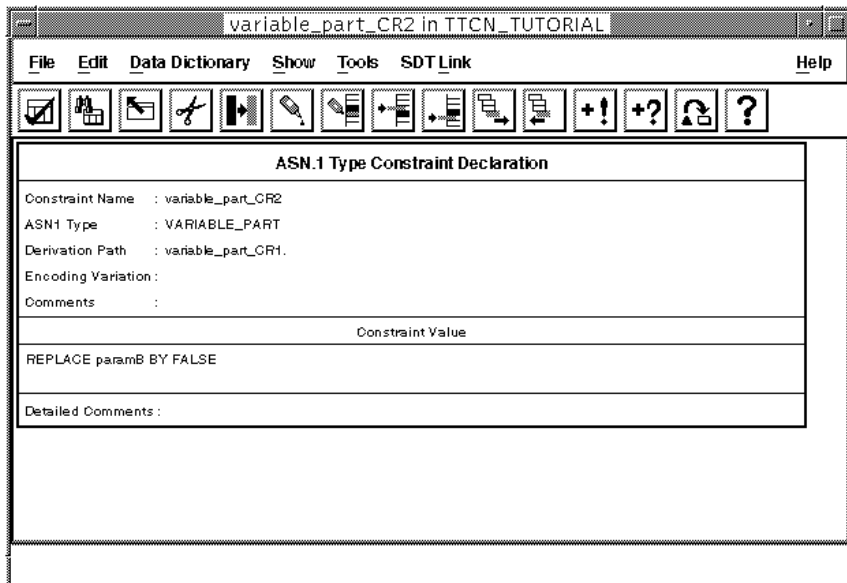 variable_part_CR2 in TTCN_TUTORIAL
File Edit Data Dictionary Show Tools SDT Link Help
+! +? ?
ASN.1 Type Constraint Declaration
Constraint Name : variable_part_CR2
ASN1 Type : VARIABLE_PART
Derivation Path : variable_part_CR1.
Encoding Variation :
Comments :
Constraint Value
REPLACE paramB BY FALSE
Detailed Comments :